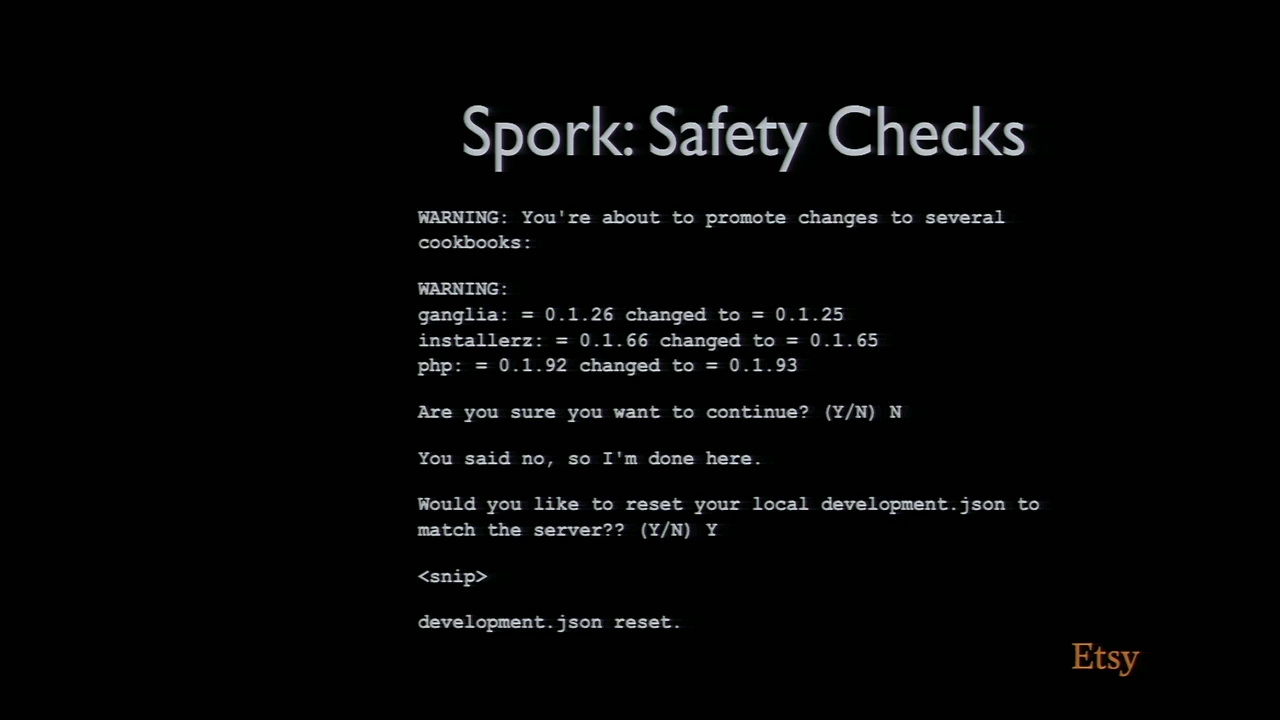 Spork: Safety Checks
WARNING: You're about to promote changes to several
cookbooks:
WARNING:
ganglia: = 0.1.26 changed to = 0.1.25
installerz: = 0.1.66 changed to = 0.1.65
php: = 0.1.92 changed to = 0.1.93
Are you sure you want to continue? (Y/N) N
You said no, so I'm done here.
Would you like to reset your local development.json to
match the server?? (Y/N) Y
<snip>
development.json reset.
Etsy